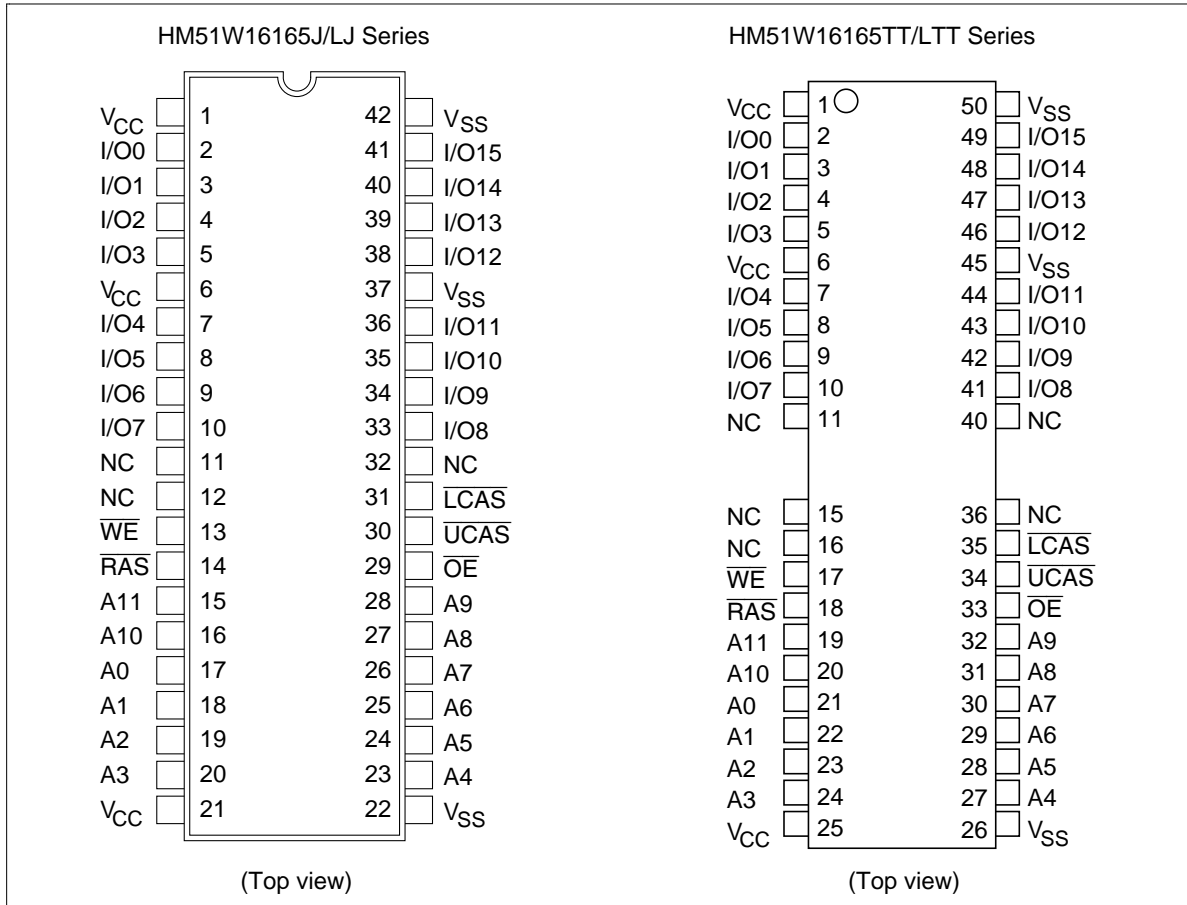 HM51W16165J/LJ Series
VCC 1 42 VSS
I/O0 2 41 I/O15
I/O1 3 40 I/O14
I/O2 4 39 I/O13
I/O3 5 38 I/O12
VCC 6 37 VSS
I/O4 7 36 I/O11
I/O5 8 35 I/O10
I/O6 9 34 I/O9
I/O7 10 33 I/O8
NC 11 32 NC
NC 12 31 LCAS
WE 13 30 UCAS
RAS 14 29 OE
A11 15 28 A9
A10 16 27 A8
A0 17 26 A7
A1 18 25 A6
A2 19 24 A5
A3 20 23 A4
VCC 21 22 VSS
(Top view)
HM51W16165TT/LTT Series
VCC 1 50 VSS
I/O0 2 49 I/O15
I/O1 3 48 I/O14
I/O2 4 47 I/O13
I/O3 5 46 I/O12
VCC 6 45 VSS
I/O4 7 44 I/O11
I/O5 8 43 I/O10
I/O6 9 42 I/O9
I/O7 10 41 I/O8
NC 11 40 NC
NC 15 36 NC
NC 16 35 LCAS
WE 17 34 UCAS
RAS 18 33 OE
A11 19 32 A9
A10 20 31 A8
A0 21 30 A7
A1 22 29 A6
A2 23 28 A5
A3 24 27 A4
VCC 25 26 VSS
(Top view)